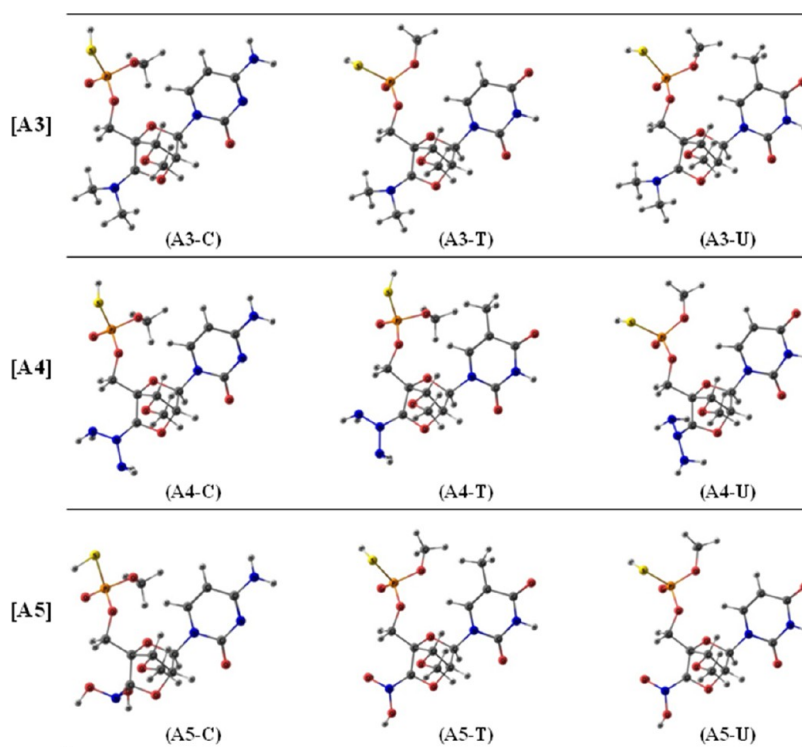 [A3]
(A3-C) (A3-T) (A3-U)
[A4]
(A4-C) (A4-T) (A4-U)
[A5]
(A5-C) (A5-T) (A5-U)